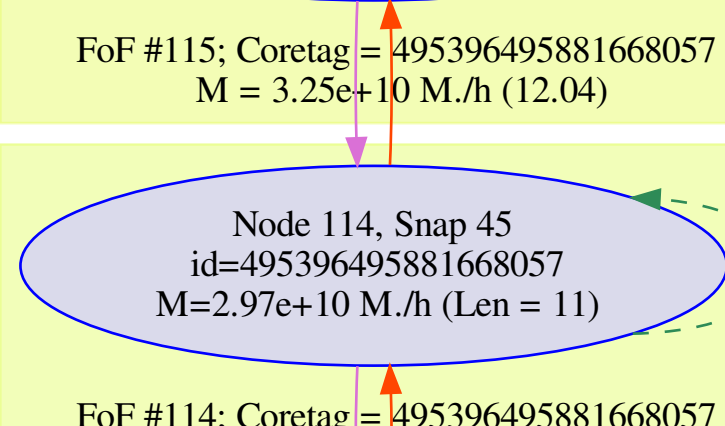 FoF #115; Coretag = 495396495881668057
M = 3.25e+10 M./h (12.04)
Node 114, Snap 45
id=495396495881668057
M=2.97e+10 M./h (Len = 11)
FoF #114; Coretag = 495396495881668057